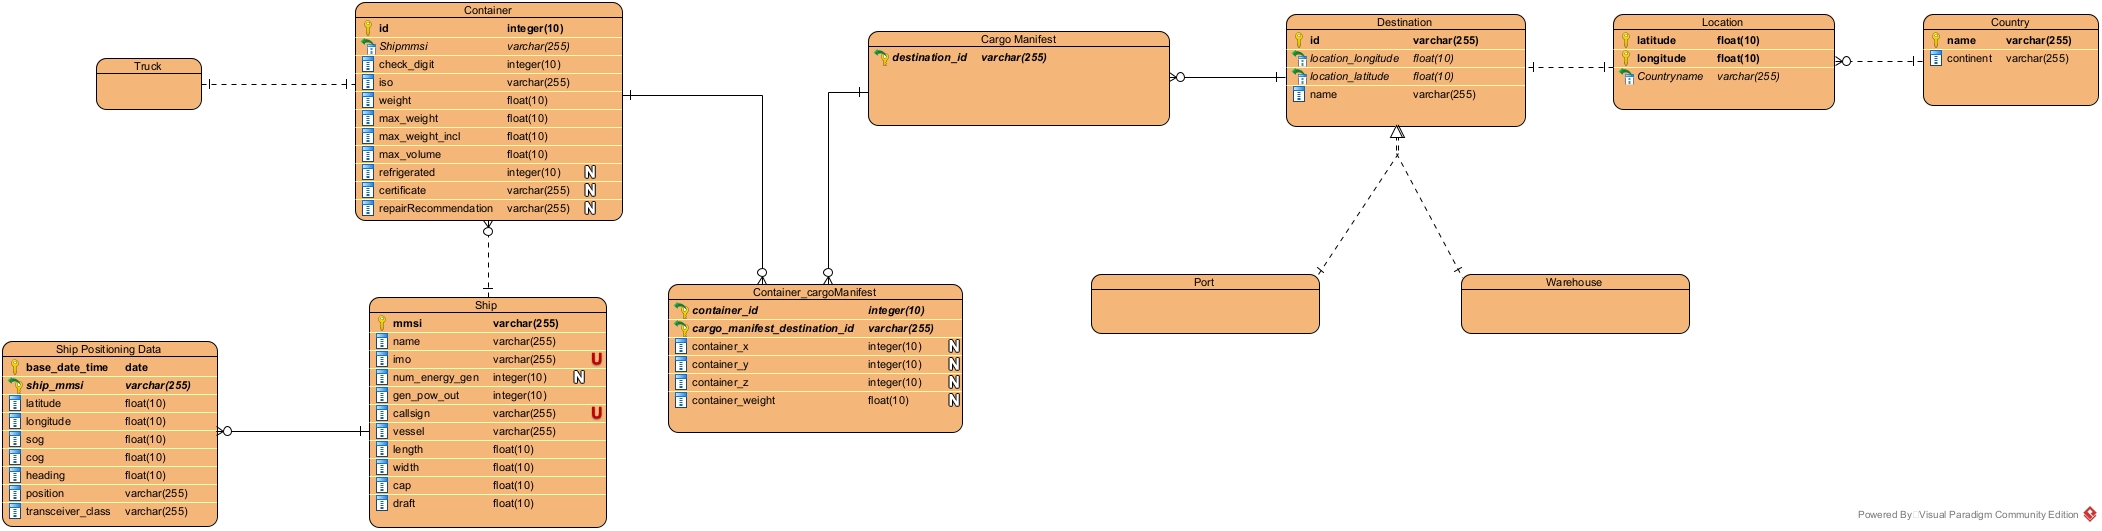 Truck
Container
id integer(10)
Shipmmsi varchar(255)
check_digit integer(10)
iso varchar(255)
weight float(10)
max_weight float(10)
max_weight_incl float(10)
max_volume float(10)
refrigerated integer(10) N
certificate varchar(255) N
repairRecommendation varchar(255) N
Cargo Manifest
destination_id varchar(255)
Destination
id varchar(255)
location_longitude float(10)
location_latitude float(10)
name varchar(255)
Location
latitude float(10)
longitude float(10)
Countryname varchar(255)
Country
name varchar(255)
continent varchar(255)
Ship Positioning Data
base_date_time date
ship_mmsi varchar(255)
latitude float(10)
longitude float(10)
sog float(10)
cog float(10)
heading float(10)
position varchar(255)
transceiver_class varchar(255)
Ship
mmsi varchar(255)
name varchar(255)
imo varchar(255) U
num_energy_gen integer(10) N
gen_pow_out integer(10)
callsign varchar(255) U
vessel varchar(255)
length float(10)
width float(10)
cap float(10)
draft float(10)
Container_cargoManifest
container_id integer(10)
cargo_manifest_destination_id varchar(255)
container_x integer(10) N
container_y integer(10) N
container_z integer(10) N
container_weight float(10) N
Port
Warehouse
Powered By Visual Paradigm Community Edition